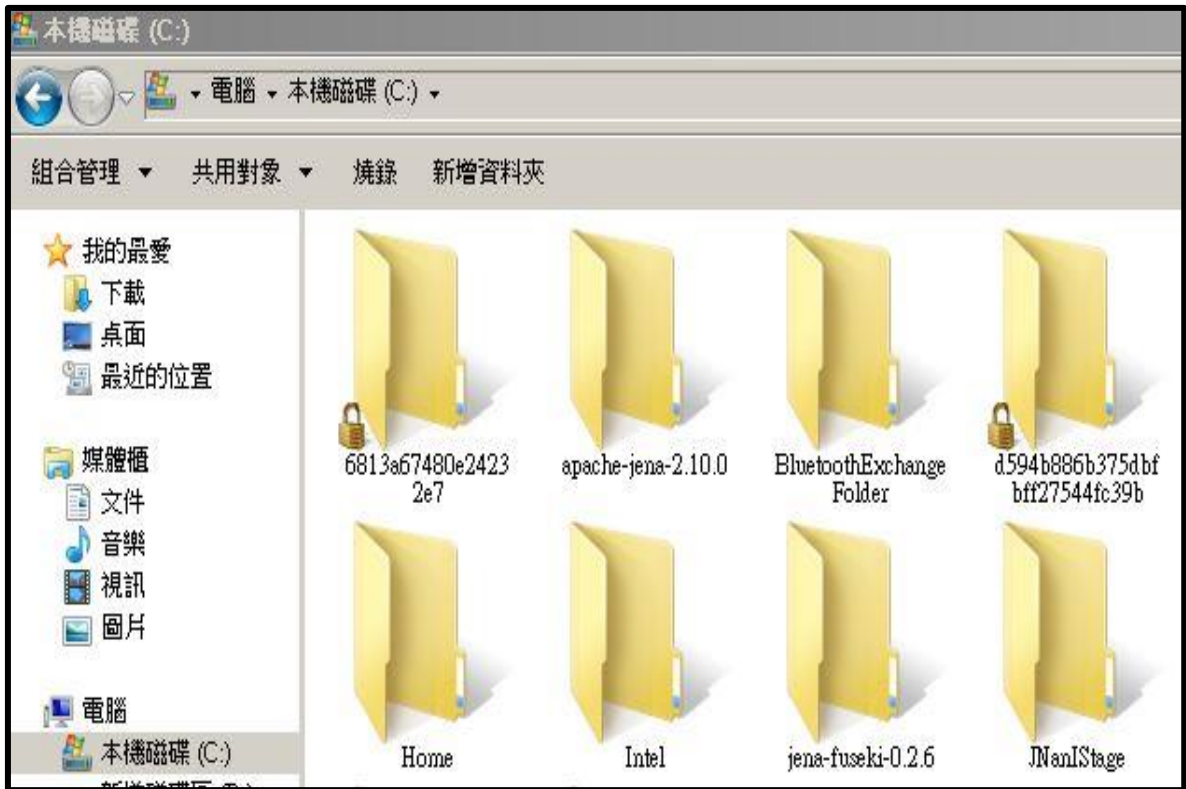 本機磁碟 (C:)
電腦 本機磁碟 (C:)
組合管理 共用對象 燒錄 新增資料夾
我的最愛
下載
桌面
最近的位置
媒體櫃
文件
音樂
視訊
圖片
電腦
本機磁碟 (C:)
6813a67480e2423
2e7
apache-jena-2.10.0
BluetoothExchange
Folder
d594b886b375dbf
bff27544fc39b
Home
Intel
jena-fuseki-0.2.6
JNanIStage